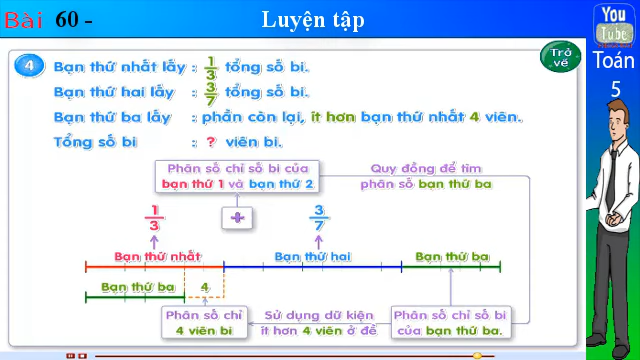 Bài 60 - Luyện tập
You
Tube
Toán
5
Trở
về
4 Bạn thứ nhất lấy : 1/3 tổng số bi.
Bạn thứ hai lấy : 3/7 tổng số bi.
Bạn thứ ba lấy : phần còn lại, ít hơn bạn thứ nhất 4 viên.
Tổng số bi : ? viên bi.
Phân số chỉ số bi của
bạn thứ 1 và bạn thứ 2.
Quy đồng để tìm
phân số bạn thứ ba
1/3 + 3/7
Bạn thứ nhất Bạn thứ hai Bạn thứ ba
Bạn thứ ba 4
Phân số chỉ
4 viên bi
Sử dụng dữ kiện
ít hơn 4 viên ở đề
Phân số chỉ số bi
của bạn thứ ba.